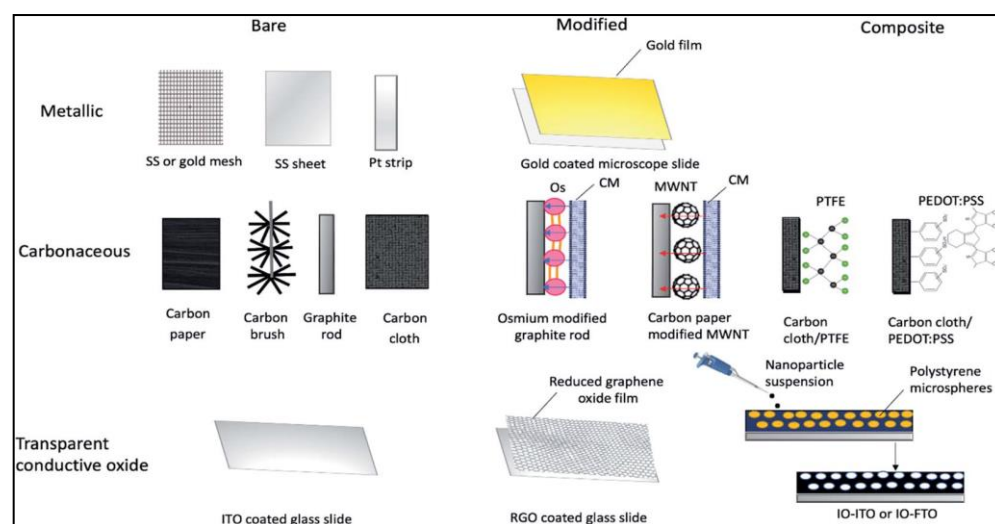 Bare
Modified
Composite
Gold film
Metallic
SS or gold mesh
SS sheet
Pt strip
Gold coated microscope slide
Os
CM
MWNT
CM
PTFE
PEDOT:PSS
Carbonaceous
Carbon
paper
Carbon
brush
Graphite
rod
Carbon
cloth
Osmium modified
graphite rod
Carbon paper
modified MWNT
Carbon
cloth/PTFE
Carbon cloth/
PEDOT:PSS
Nanoparticle
suspension
Polystyrene
microspheres
Reduced graphene
oxide film
Transparent
conductive oxide
ITO coated glass slide
RGO coated glass slide
IO-ITO or IO-FTO